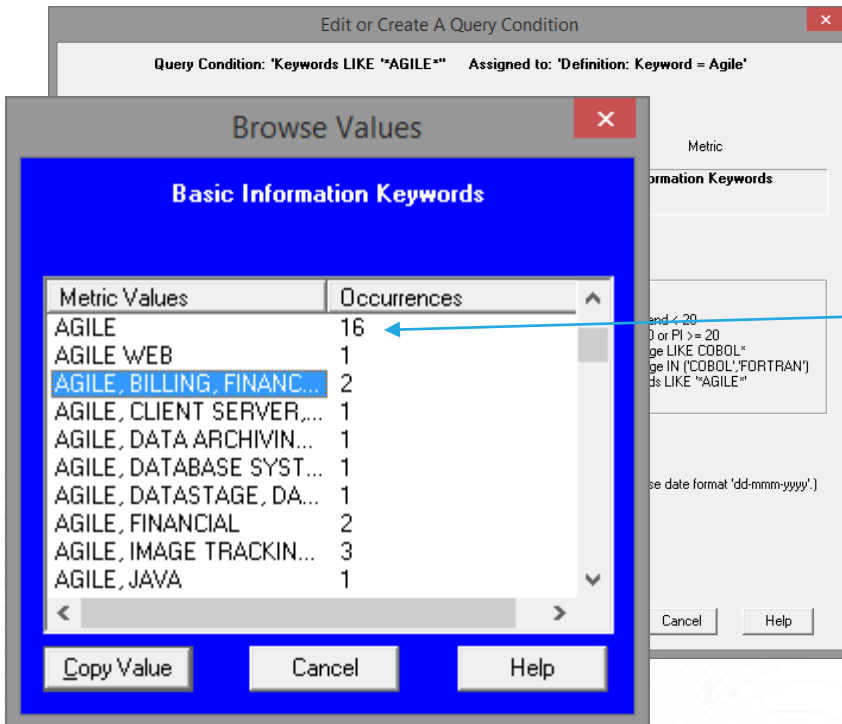 Edit or Create A Query Condition
Query Condition: 'Keywords LIKE '*AGILE*'' Assigned to: 'Definition: Keyword = Agile'
Metric
ormation Keywords
and < 20
0 or PI >= 20
ge LIKE COBOL*
ge IN ('COBOL','FORTRAN')
ds LIKE '*AGILE*'
se date format 'dd-mmm-yyyy'.)
Cancel Help
Browse Values
Basic Information Keywords
Metric Values Occurrences
AGILE 16
AGILE WEB 1
AGILE, BILLING, FINANC... 2
AGILE, CLIENT SERVER,... 1
AGILE, DATA ARCHIVIN... 1
AGILE, DATABASE SYST... 1
AGILE, DATASTAGE, DA... 1
AGILE, FINANCIAL 2
AGILE, IMAGE TRACKIN... 3
AGILE, JAVA 1
Copy Value Cancel Help